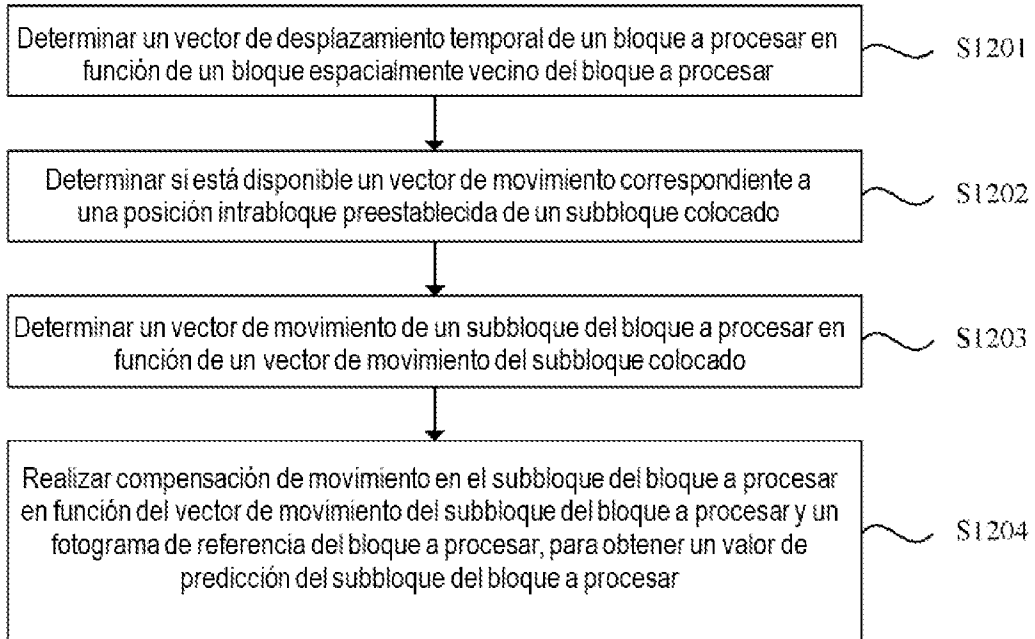 Determinar un vector de desplazamiento temporal de un bloque a procesar en
función de un bloque espacialmente vecino del bloque a procesar
S1201
Determinar si está disponible un vector de movimiento correspondiente a
una posición intrabloque preestablecida de un subbloque colocado
S1202
Determinar un vector de movimiento de un subbloque del bloque a procesar en
función de un vector de movimiento del subbloque colocado
S1203
Realizar compensación de movimiento en el subbloque del bloque a procesar
en función del vector de movimiento del subbloque del bloque a procesar y un
fotograma de referencia del bloque a procesar, para obtener un valor de
predicción del subbloque del bloque a procesar
S1204